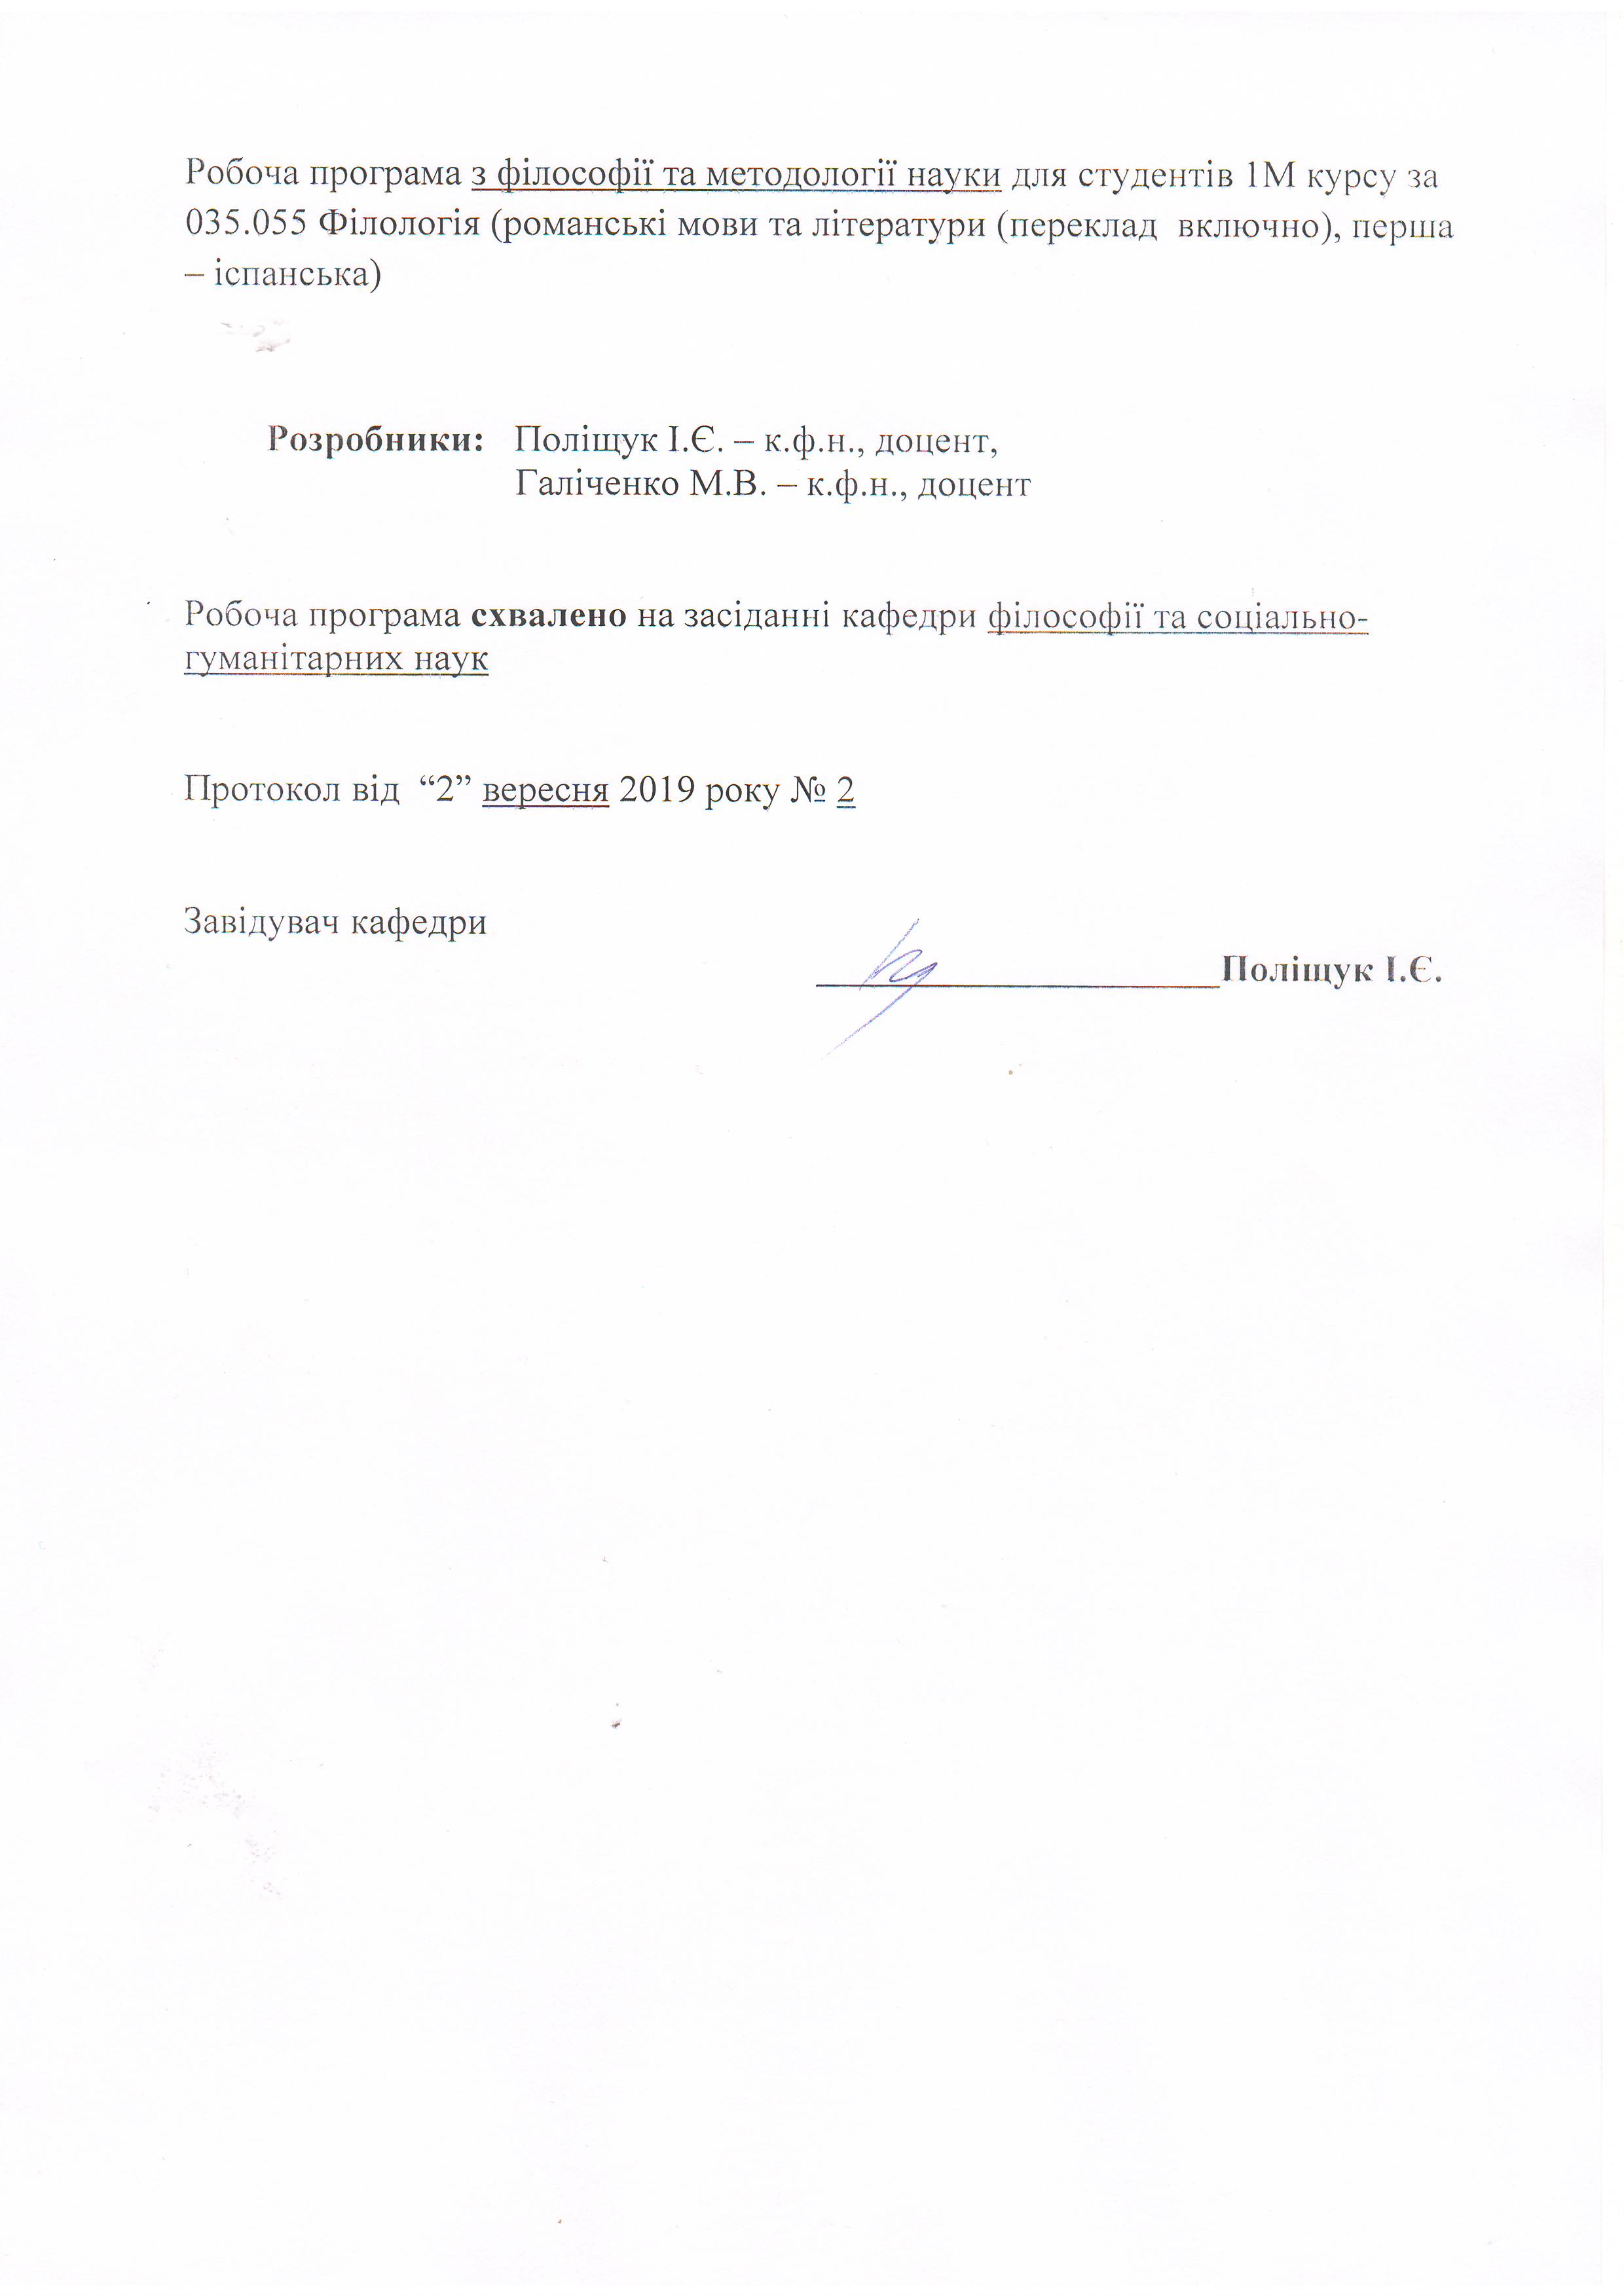 Робоча програма з філософії та методології науки для студентів 1М курсу за
035.055 Філологія (романські мови та літератури (переклад включно), перша
– іспанська)
Розробники: Поліщук І.Є. – к.ф.н., доцент,
Галіченко М.В. – к.ф.н., доцент
Робоча програма схвалено на засіданні кафедри філософії та соціально-
гуманітарних наук
Протокол від “2” вересня 2019 року № 2
Завідувач кафедри
Поліщук І.Є.